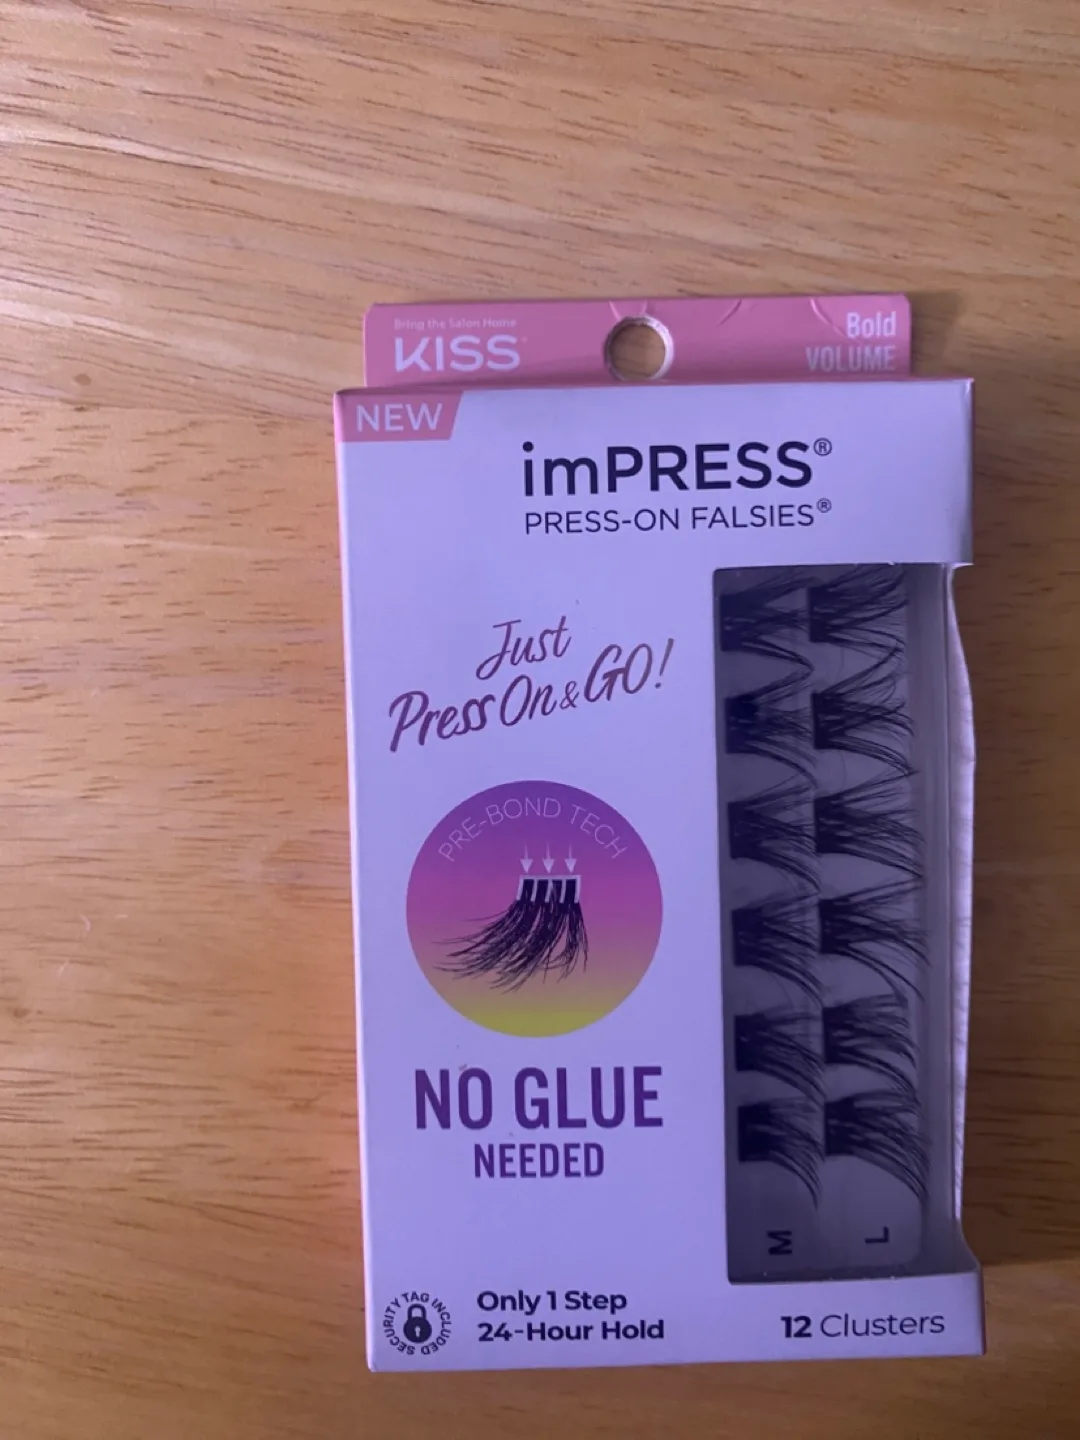 Bring the Salon Home
KISS
Bold
VOLUME
NEW
imPRESS®
PRESS-ON FALSIES®
Just
Press On & GO!
PRE-BOND TECH
NO GLUE
NEEDED
M
L
SECURITY TAG INCLUDED
Only 1 Step
24-Hour Hold
12 Clusters